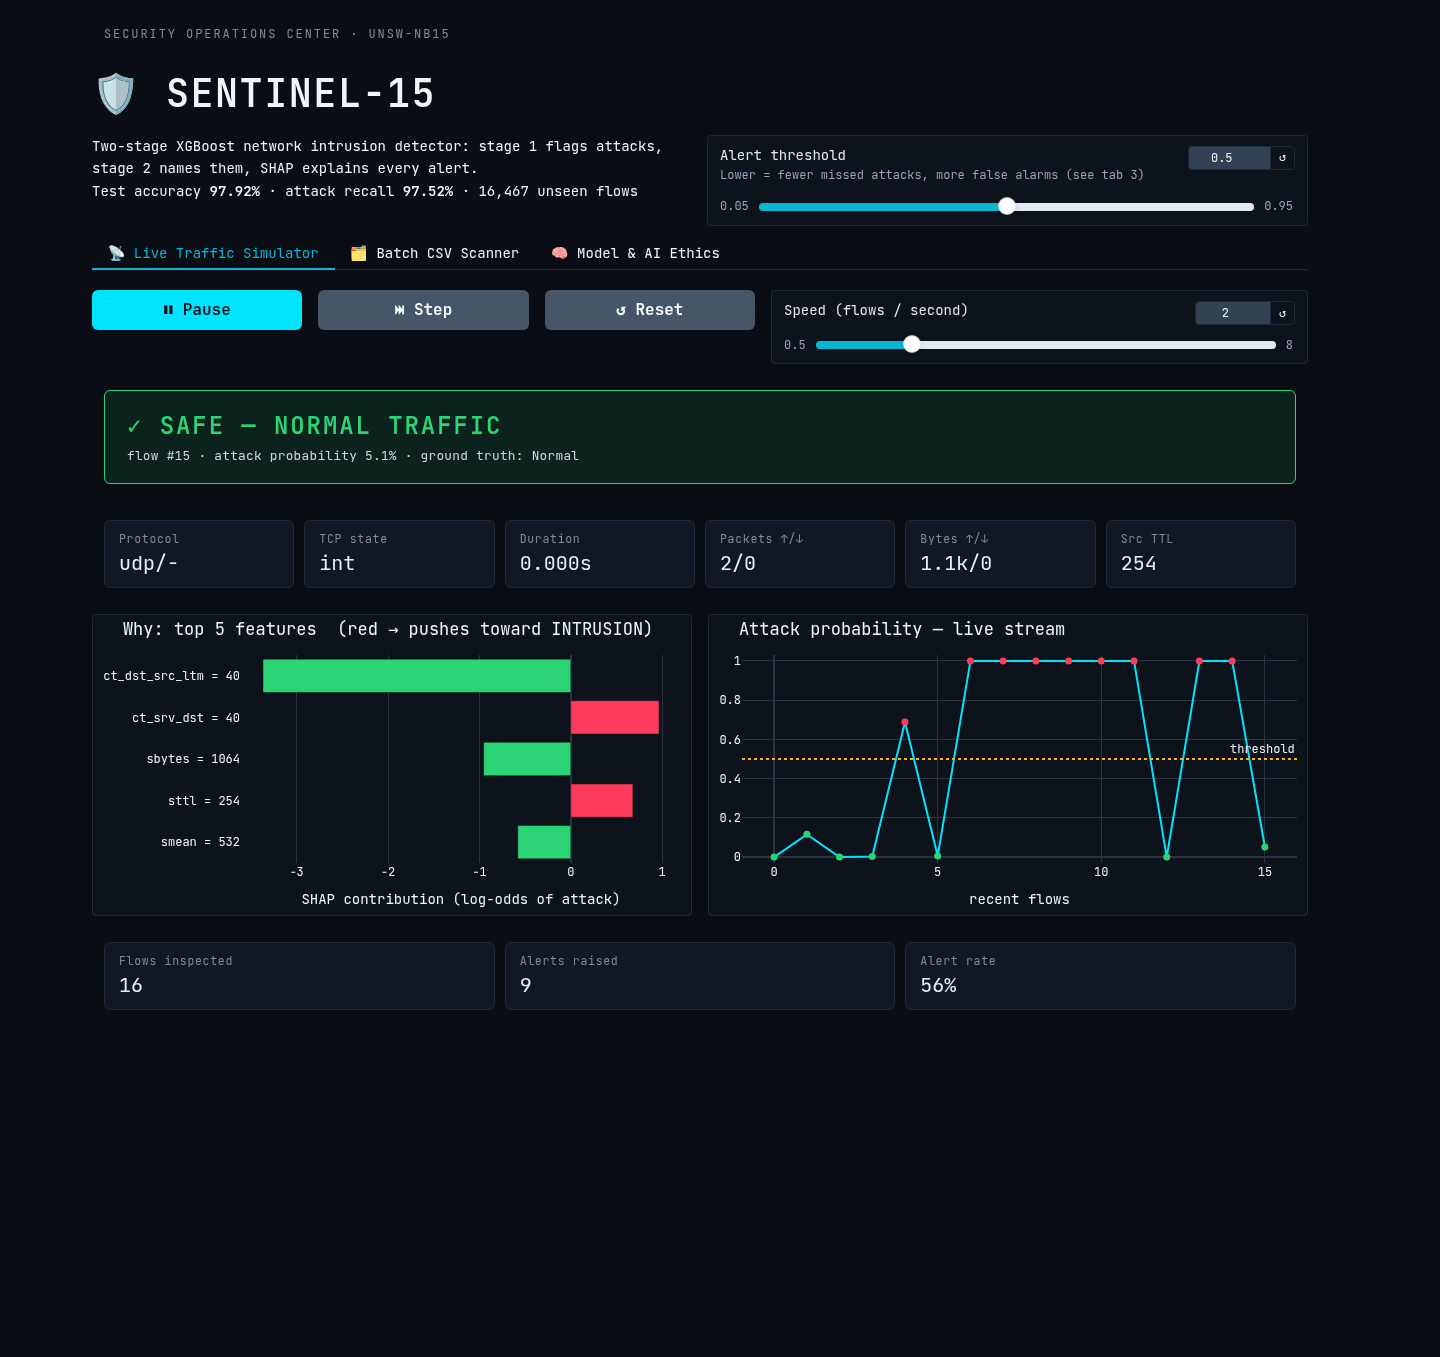 SECURITY OPERATIONS CENTER · UNSW-NB15
🛡️ SENTINEL-15
Two-stage XGBoost network intrusion detector: stage 1 flags attacks,
stage 2 names them, SHAP explains every alert.
Test accuracy 97.92% · attack recall 97.52% · 16,467 unseen flows
Alert threshold
0.5 ↺
Lower = fewer missed attacks, more false alarms (see tab 3)
0.05 0.95
📡 Live Traffic Simulator 🗂️ Batch CSV Scanner 🧠 Model & AI Ethics
⏸ Pause ⏭ Step ↺ Reset
Speed (flows / second)
2 ↺
0.5 8
✓ SAFE — NORMAL TRAFFIC
flow #15 · attack probability 5.1% · ground truth: Normal
Protocol
udp/-
TCP state
int
Duration
0.000s
Packets ↑/↓
2/0
Bytes ↑/↓
1.1k/0
Src TTL
254
Why: top 5 features (red → pushes toward INTRUSION)
ct_dst_src_ltm = 40
ct_srv_dst = 40
sbytes = 1064
sttl = 254
smean = 532
-3 -2 -1 0 1
SHAP contribution (log-odds of attack)
Attack probability — live stream
1
0.8
0.6
threshold
0.4
0.2
0
0 5 10 15
recent flows
Flows inspected
16
Alerts raised
9
Alert rate
56%